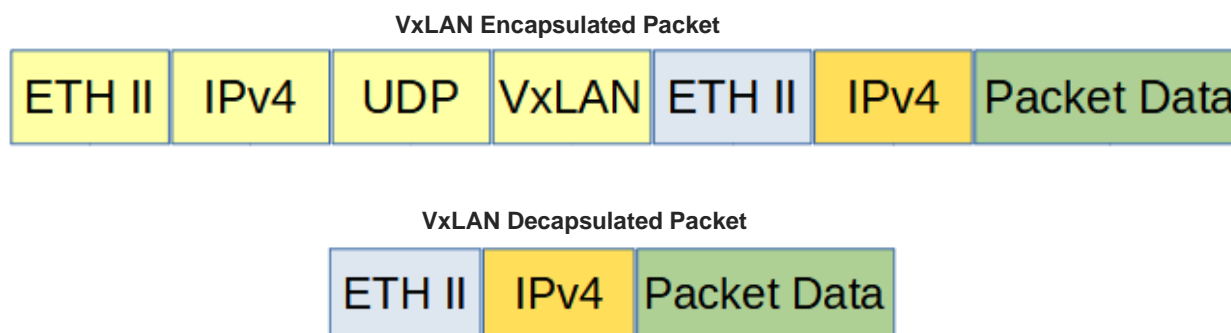 VxLAN Encapsulated Packet
ETH II IPv4 UDP VxLAN ETH II IPv4 Packet Data
VxLAN Decapsulated Packet
ETH II IPv4 Packet Data